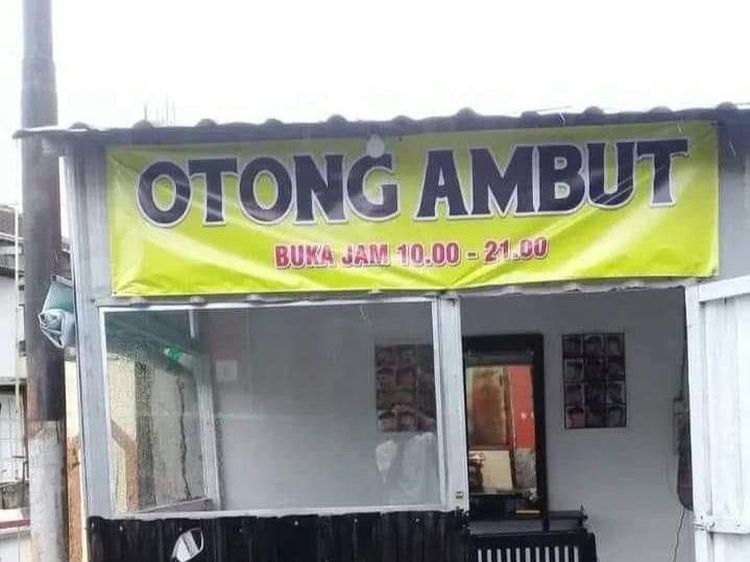 OTONG AMBUT
BUKA JAM 10.00 - 21.00